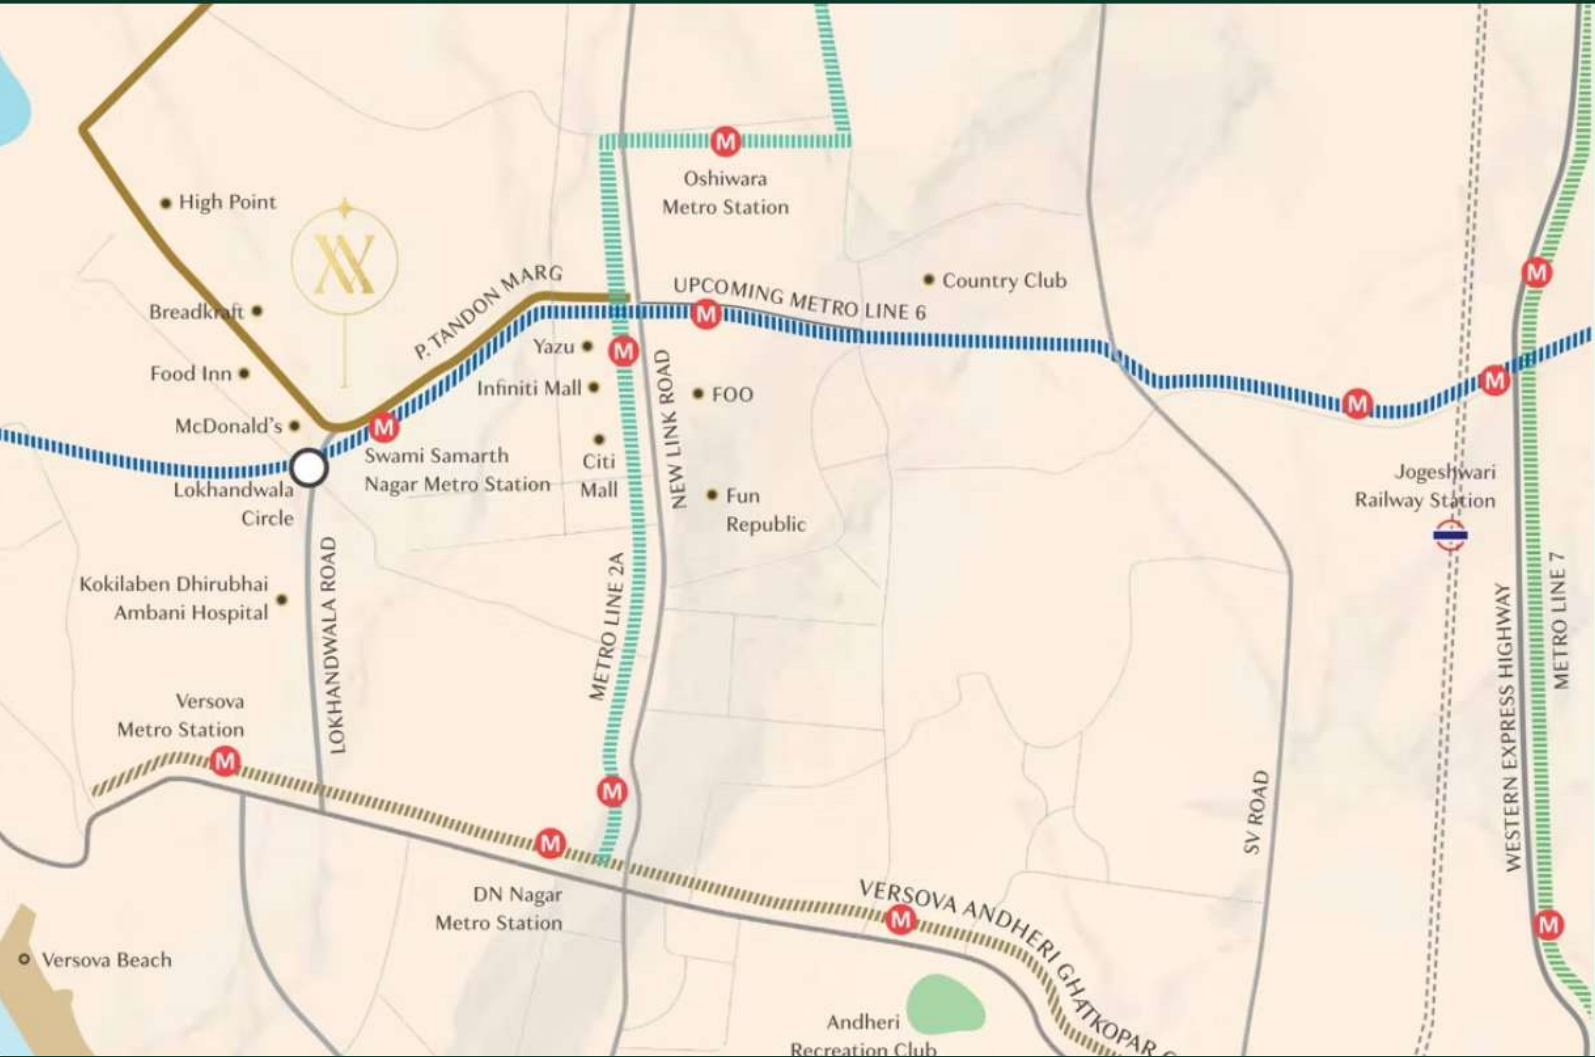 High Point
Oshiwara
Metro Station
P. TANDON MARG
UPCOMING METRO LINE 6
Country Club
M
M
M
M
M
M
M
M
M
M
M
M
Breadkraft
Yazu
Food Inn
Infiniti Mall
NEW LINK ROAD
FOO
McDonald's
Swami Samarth
Nagar Metro Station
Citi
Mall
Lokhandwala
Circle
Fun
Republic
Jogeshwari
Railway Station
Kokilaben Dhirubhai
Ambani Hospital
LOKHANDWALA ROAD
METRO LINE 2A
WESTERN EXPRESS HIGHWAY
METRO LINE 7
Versova
Metro Station
SV ROAD
DN Nagar
Metro Station
VERSOVA ANDHERI GHATKOPAR
Versova Beach
Andheri
Recreation Club